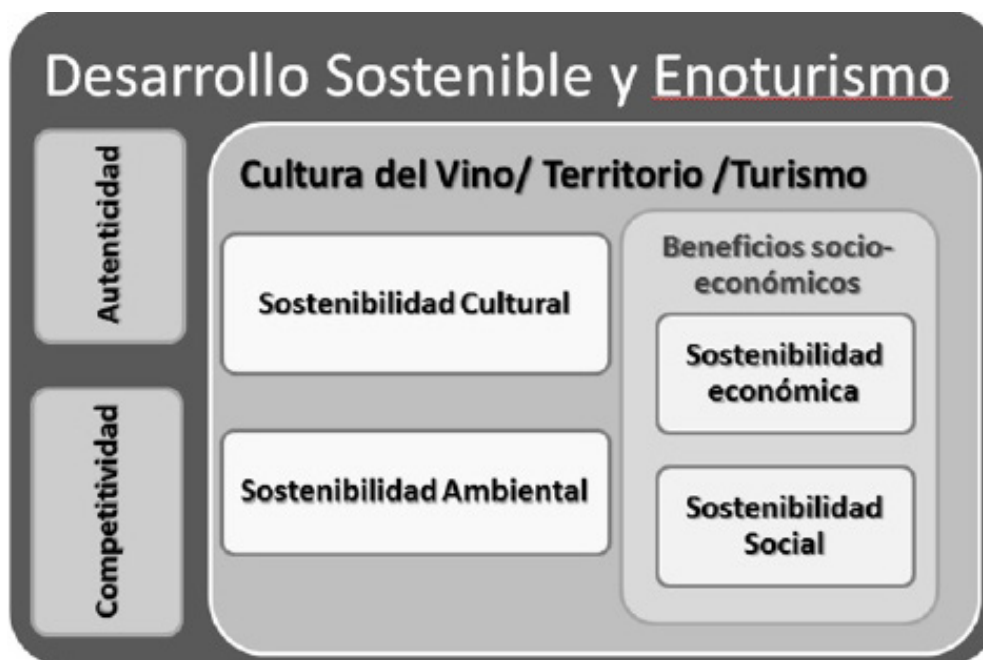 Desarrollo Sostenible y Enoturismo
Autenticidad
Competitividad
Cultura del Vino/ Territorio /Turismo
Sostenibilidad Cultural
Sostenibilidad Ambiental
Beneficios socio-
económicos
Sostenibilidad
económica
Sostenibilidad
Social